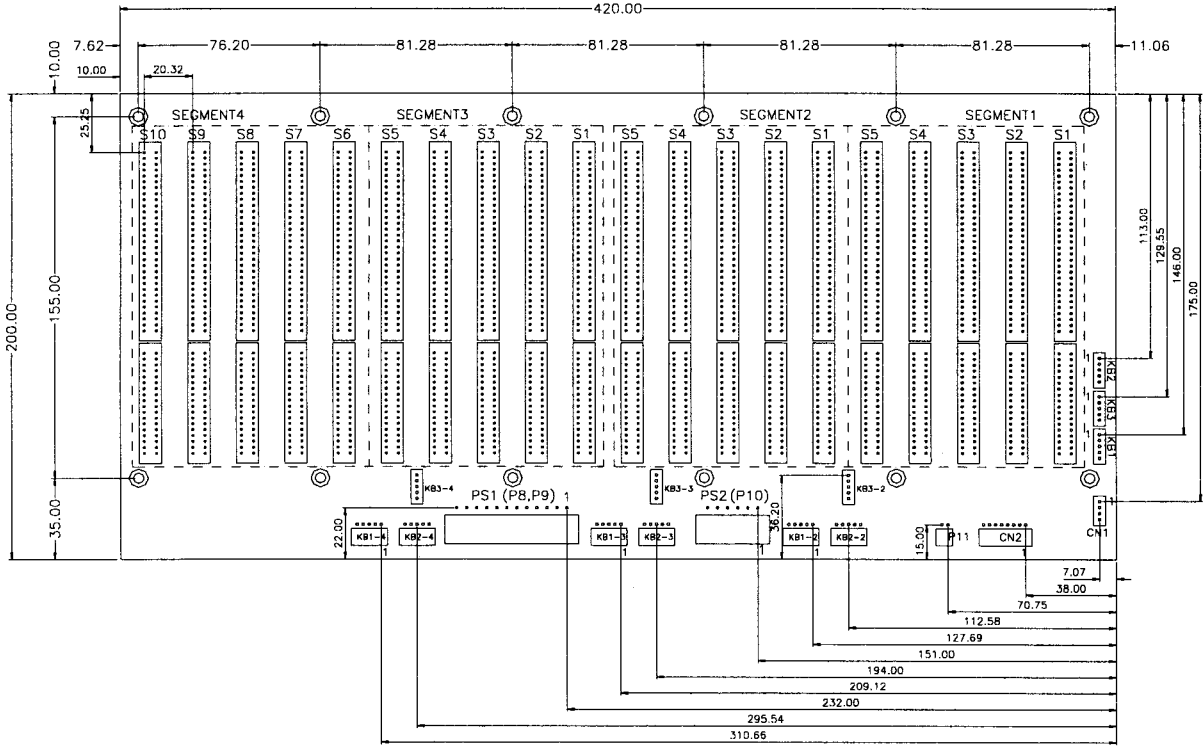 420.00
7.62 76.20 81.28 81.28 81.28 81.28 11.06
10.00
10.00 20.32
25.25
SEGMENT4 SEGMENT3 SEGMENT2 SEGMENT1
S10 S9 S8 S7 S6 S5 S4 S3 S2 S1 S5 S4 S3 S2 S1 S5 S4 S3 S2 S1
200.00
155.00
35.00
113.00
129.55
146.00
175.00
1 KB2
1 KB3
1 KB1
1
CN1
KB3-4 KB3-3 KB3-2
PS1 (P8,P9) 1 PS2 (P10)
22.00
36.20
15.00
KB1-4 KB2-4 KB1-3 KB2-3 KB1-2 KB2-2 P11 CN2
1 1 1 1 1
7.07
38.00
70.75
112.58
127.69
151.00
194.00
209.12
232.00
295.54
310.66